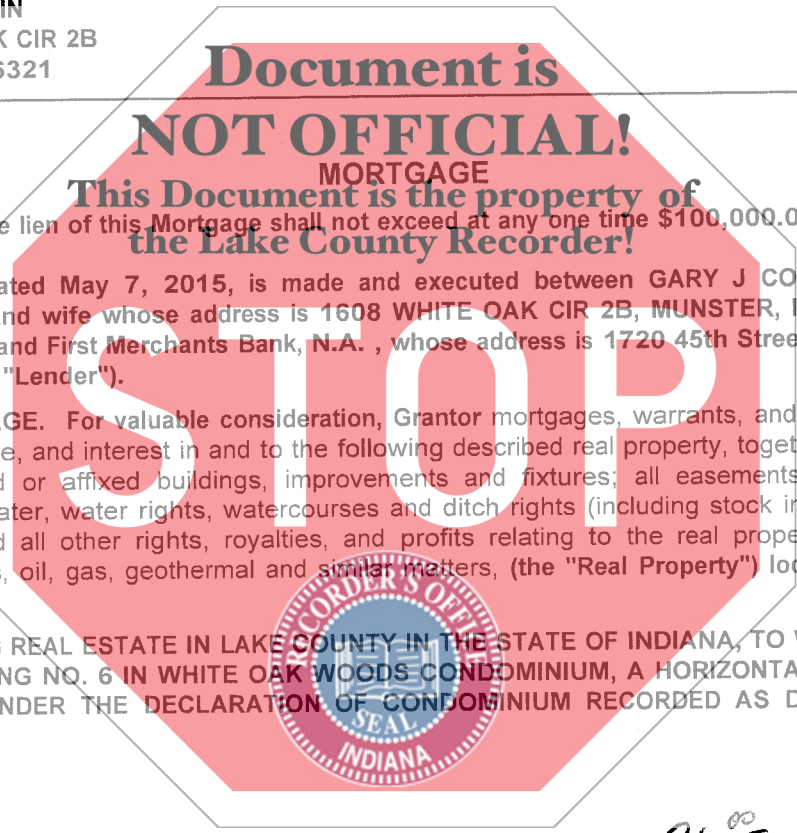 IN
K CIR 2B
6321
Document is
NOT OFFICIAL!
MORTGAGE
This Document is the property of
e lien of this Mortgage shall not exceed at any one time $100,000.0
the Lake County Recorder!
ated May 7, 2015, is made and executed between GARY J CO
nd wife whose address is 1608 WHITE OAK CIR 2B, MUNSTER, I
and First Merchants Bank, N.A. , whose address is 1720 45th Stree
"Lender").
STOP
GE. For valuable consideration, Grantor mortgages, warrants, and
e, and interest in and to the following described real property, toget
d or affixed buildings, improvements and fixtures; all easements
ater, water rights, watercourses and ditch rights (including stock in
d all other rights, royalties, and profits relating to the real prope
, oil, gas, geothermal and similar matters, (the "Real Property") loc
RECORDER'S OFFICE
REAL ESTATE IN LAKE COUNTY IN THE STATE OF INDIANA, TO
NG NO. 6 IN WHITE OAK WOODS CONDOMINIUM, A HORIZONTA
NDER THE DECLARATION OF CONDOMINIUM RECORDED AS D
SEAL
INDIANA